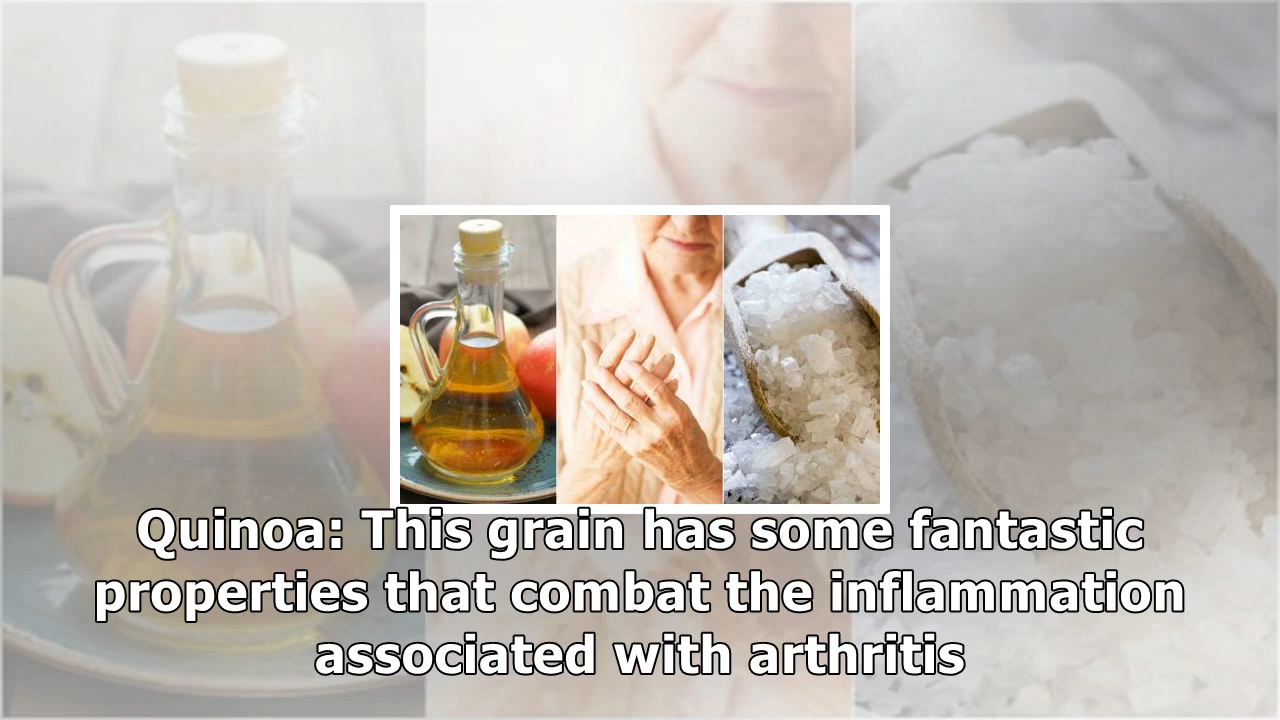 Quinoa: This grain has some fantastic
properties that combat the inflammation
associated with arthritis